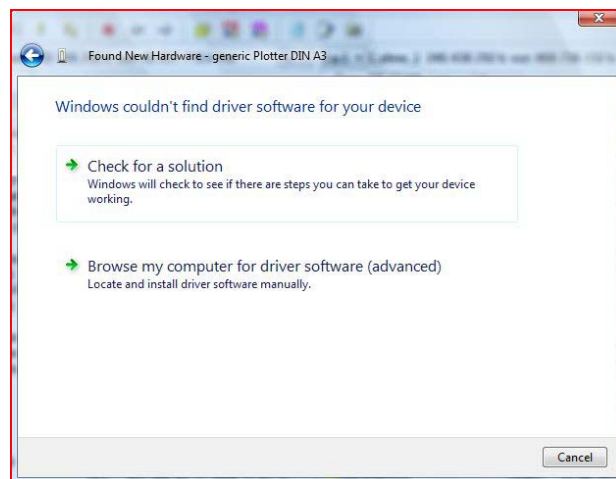 Found New Hardware - generic Plotter DIN A3
Windows couldn't find driver software for your device
Check for a solution
Windows will check to see if there are steps you can take to get your device
working.
Browse my computer for driver software (advanced)
Locate and install driver software manually.
Cancel